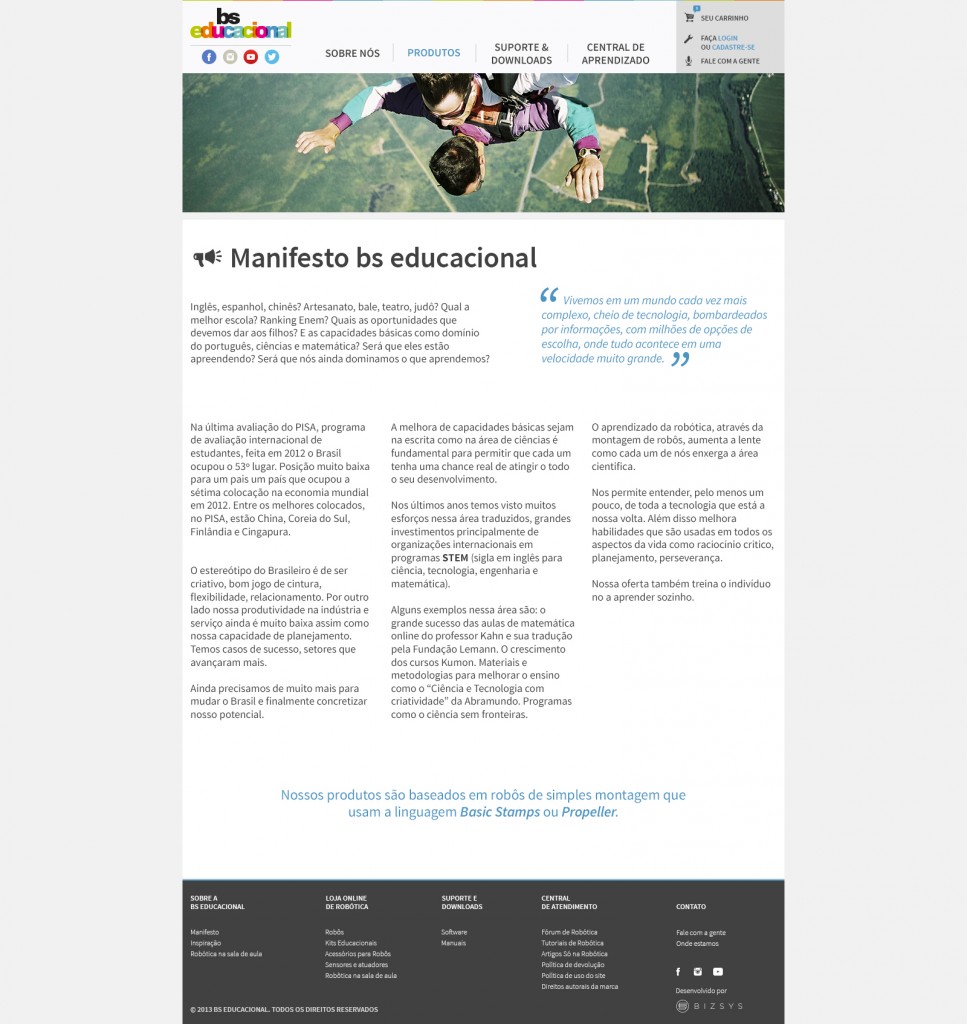 bs
educacional
SOBRE NÓS
PRODUTOS
SUPORTE &
DOWNLOADS
CENTRAL DE
APRENDIZADO
SEU CARRINHO
FAÇA LOGIN
OU CADASTRE-SE
FALE COM A GENTE
Manifesto bs educacional
Inglês, espanhol, chinês? Artesanato, bale, teatro, judô? Qual a
melhor escola? Ranking Enem? Quais as oportunidades que
devemos dar aos filhos? E as capacidades básicas como domínio
do português, ciências e matemática? Será que eles estão
apreendendo? Será que nós ainda dominamos o que aprendemos?
“ Vivemos em um mundo cada vez mais
complexo, cheio de tecnologia, bombardeados
por informações, com milhões de opções de
escolha, onde tudo acontece em uma
velocidade muito grande. ”
Na última avaliação do PISA, programa
de avaliação internacional de
estudantes, feita em 2012 o Brasil
ocupou o 53º lugar. Posição muito baixa
para um país um país que ocupou a
sétima colocação na economia mundial
em 2012. Entre os melhores colocados,
no PISA, estão China, Coreia do Sul,
Finlândia e Cingapura.
O estereótipo do Brasileiro é de ser
criativo, bom jogo de cintura,
flexibilidade, relacionamento. Por outro
lado nossa produtividade na indústria e
serviço ainda é muito baixa assim como
nossa capacidade de planejamento.
Temos casos de sucesso, setores que
avançaram mais.
Ainda precisamos de muito mais para
mudar o Brasil e finalmente concretizar
nosso potencial.
A melhora de capacidades básicas sejam
na escrita como na área de ciências é
fundamental para permitir que cada um
tenha uma chance real de atingir o todo
o seu desenvolvimento.
Nos últimos anos temos visto muitos
esforços nessa área traduzidos, grandes
investimentos principalmente de
organizações internacionais em
programas STEM (sigla em inglês para
ciência, tecnologia, engenharia e
matemática).
Alguns exemplos nessa área são: o
grande sucesso das aulas de matemática
online do professor Kahn e sua tradução
pela Fundação Lemann. O crescimento
dos cursos Kumon. Materiais e
metodologias para melhorar o ensino
como o “Ciência e Tecnologia com
criatividade” da Abramundo. Programas
como o ciência sem fronteiras.
O aprendizado da robótica, através da
montagem de robôs, aumenta a lente
como cada um de nós enxerga a área
científica.
Nos permite entender, pelo menos um
pouco, de toda a tecnologia que está a
nossa volta. Além disso melhora
habilidades que são usadas em todos os
aspectos da vida como raciocínio crítico,
planejamento, perseverança.
Nossa oferta também treina o indivíduo
no a aprender sozinho.
Nossos produtos são baseados em robôs de simples montagem que
usam a linguagem Basic Stamps ou Propeller.
SOBRE A
BS EDUCACIONAL
Manifesto
Inspiração
Robótica na sala de aula
LOJA ONLINE
DE ROBÓTICA
Robôs
Kits Educacionais
Acessórios para Robôs
Sensores e atuadores
Robótica na sala de aula
SUPORTE E
DOWNLOADS
Software
Manuais
CENTRAL
DE ATENDIMENTO
Fórum de Robótica
Tutoriais de Robótica
Artigos Só na Robótica
Política de devolução
Política de uso do site
Direitos autorais da marca
CONTATO
Fale com a gente
Onde estamos
Desenvolvido por
BIZSYS
© 2013 BS EDUCACIONAL. TODOS OS DIREITOS RESERVADOS